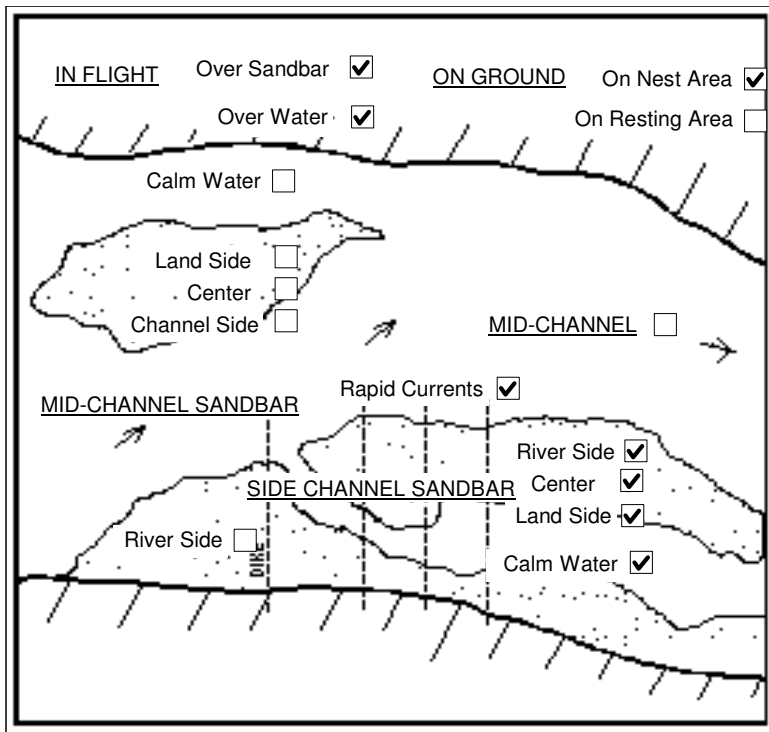 IN FLIGHT Over Sandbar ON GROUND On Nest Area
Over Water On Resting Area
Calm Water
Land Side
Center
Channel Side
MID-CHANNEL
Rapid Currents
MID-CHANNEL SANDBAR
River Side
SIDE CHANNEL SANDBAR Center
Land Side
River Side
DIKE
Calm Water